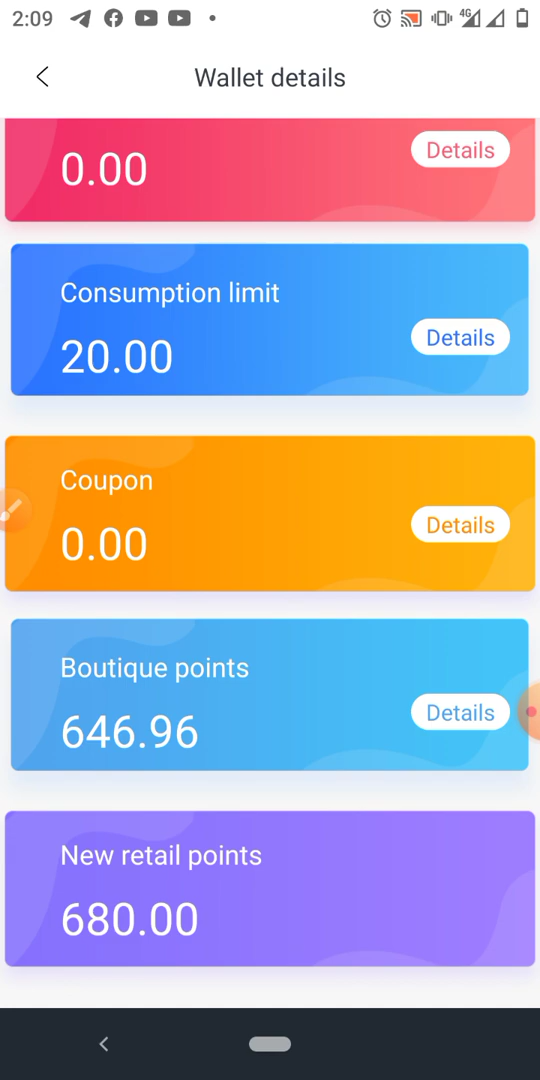 2:09
4G
Wallet details
0.00
Details
Consumption limit
20.00
Details
Coupon
0.00
Details
Boutique points
646.96
Details
New retail points
680.00